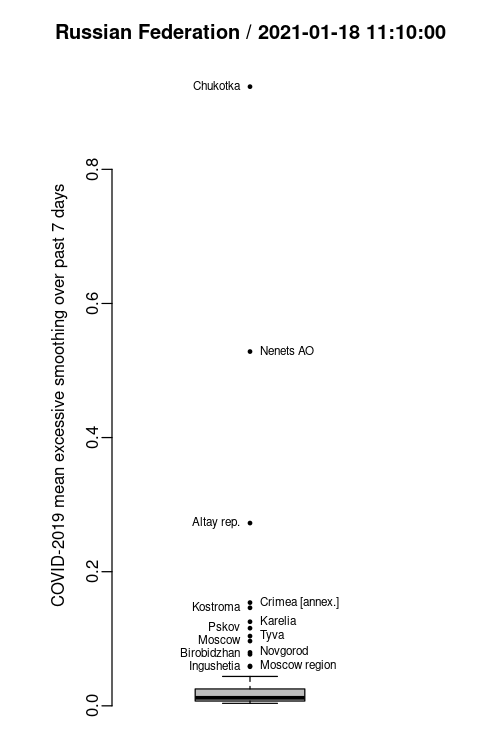 Russian Federation / 2021-01-18 11:10:00
COVID-2019 mean excessive smoothing over past 7 days
0.8
0.6
0.4
0.2
0.0
Chukotka
Nenets AO
Altay rep.
Crimea [annex.]
Kostroma
Karelia
Pskov
Tyva
Moscow
Novgorod
Birobidzhan
Moscow region
Ingushetia